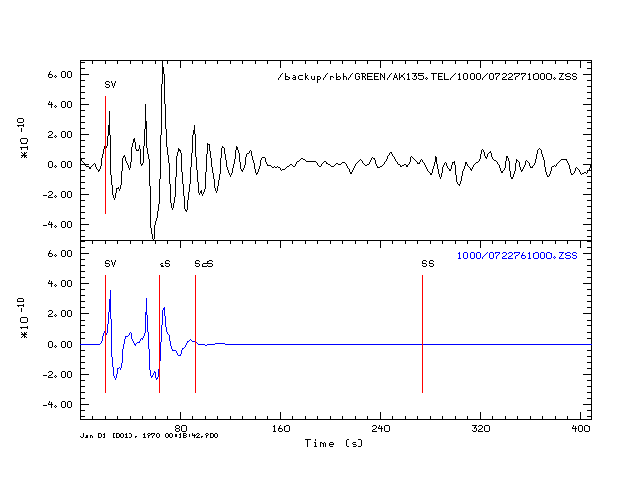 /backup/rbh/GREEN/AK135.TEL/1000/0722771000.ZSS
SV
6.00
4.00
2.00
0.00
-2.00
-4.00
*10 -10
1000/0722761000.ZSS
SV sS ScS SS
6.00
4.00
2.00
0.00
-2.00
-4.00
*10 -10
80 160 240 320 400
Jan 01 (001), 1970 00:18:42.900
Time (s)